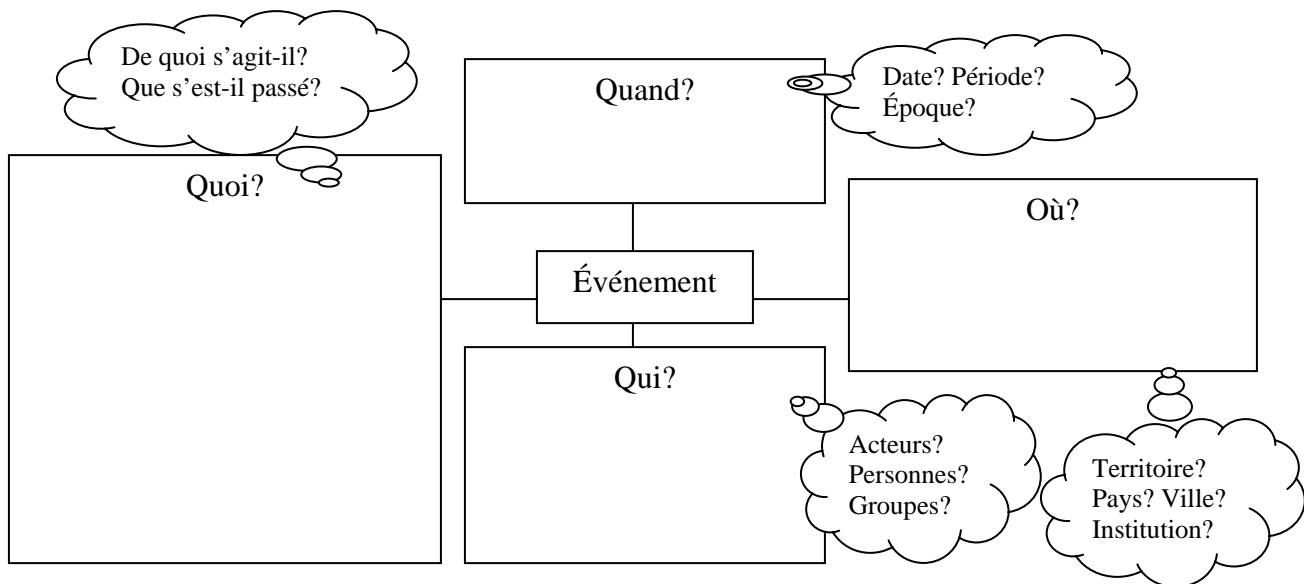 De quoi s’agit-il?
Que s’est-il passé?
Quand?
Date? Période?
Époque?
Quoi?
Où?
Événement
Qui?
Acteurs?
Personnes?
Groupes?
Territoire?
Pays? Ville?
Institution?